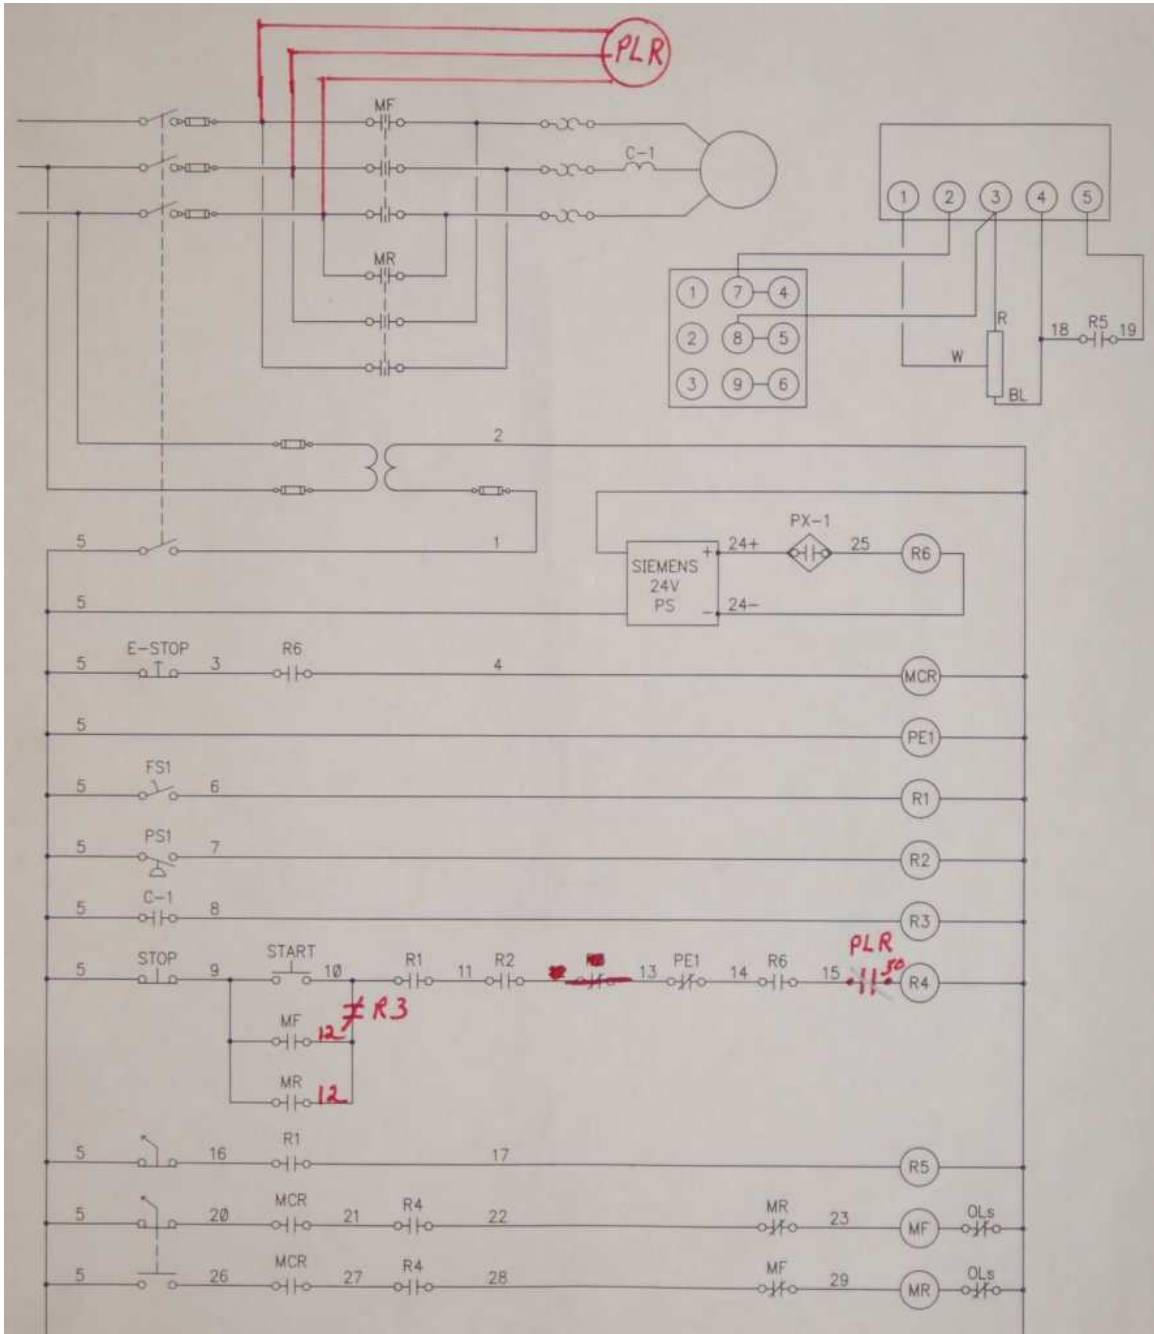 PLR
MF
C-1
1 2 3 4 5
MR
1 7 4
R R5
18 19
2 8 5
W
3 9 6
BL
2
PX-1
5 1
24+ 25 R6
SIEMENS
24V
PS
+
-
5 24-
E-STOP R6
5 3 4 MCR
5 PE1
FS1
5 6 R1
PS1
5 7 R2
C-1
5 8 R3
PLR
STOP START R1 R2 PE1 R6
5 9 10 11 13 14 15 50 R4
R3
MF 12
MR 12
R1
5 16 17 R5
MCR R4 MR OLs
5 20 21 22 23 MF
MCR R4 MF OLs
5 26 27 28 29 MR